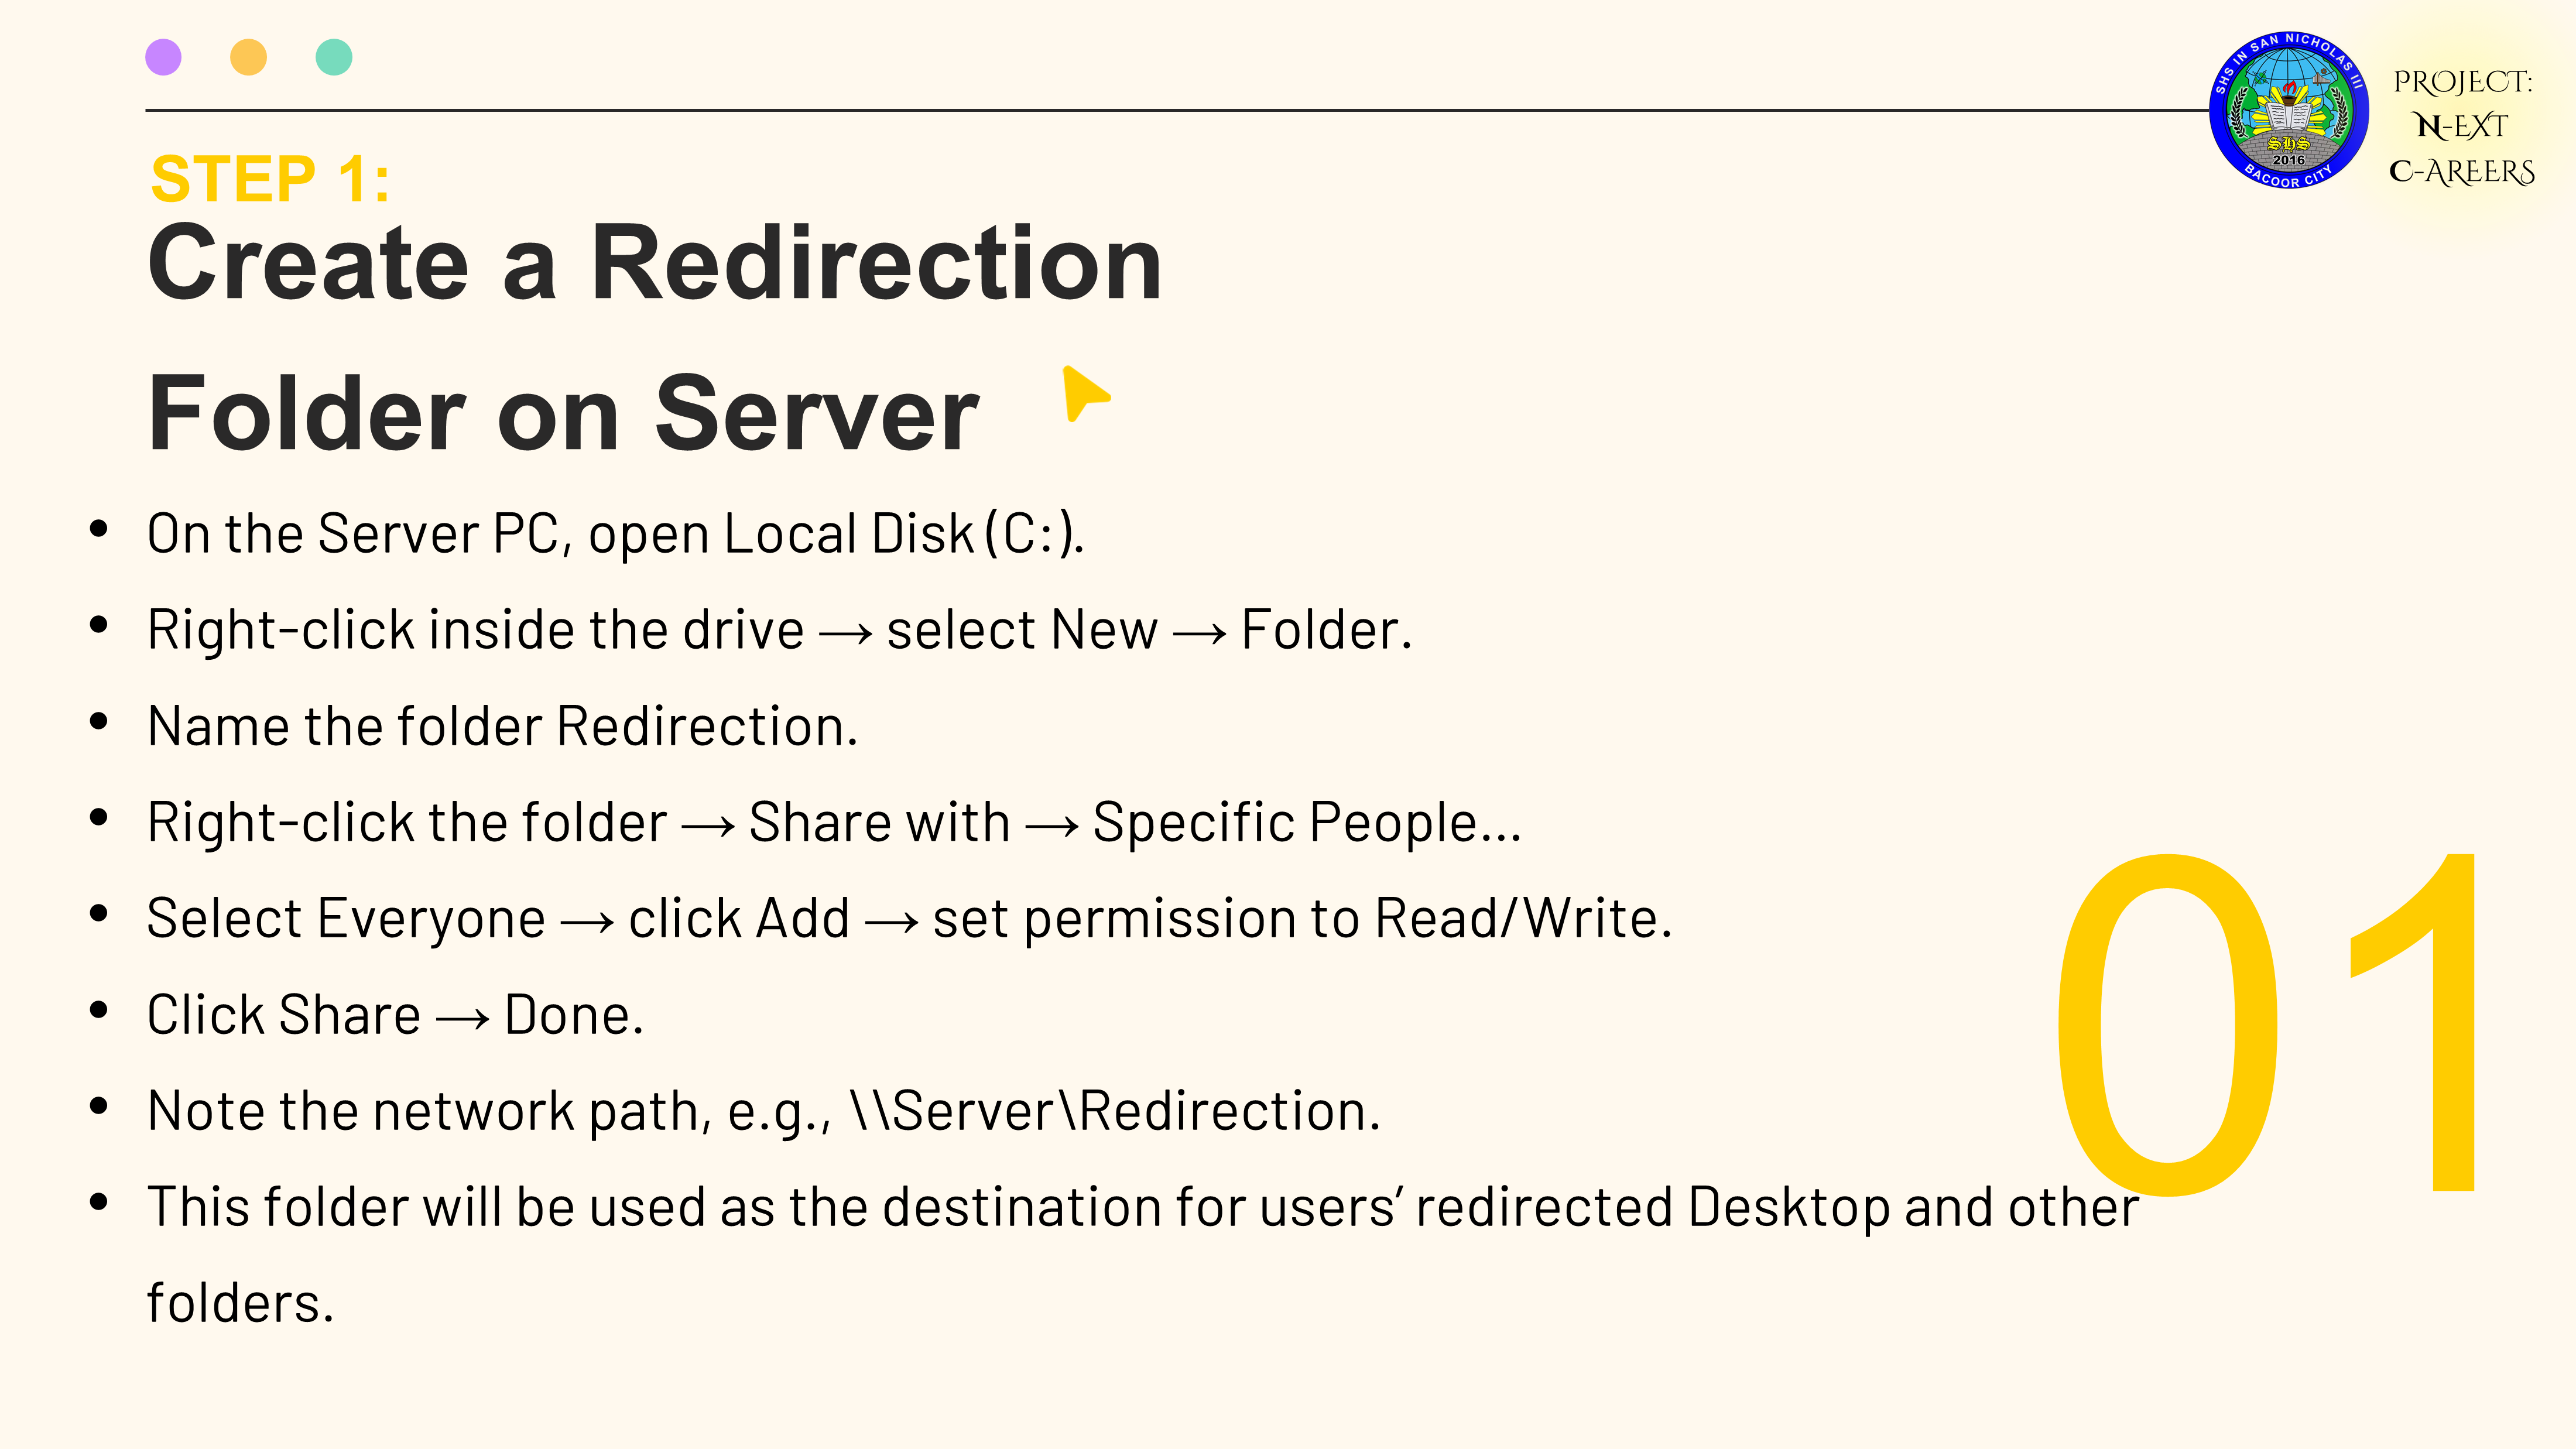 SHS IN SAN NICHOLAS III
SHS
2016
BACOOR CITY
PROJECT:
N-EXT
C-AREERS
STEP 1:
Create a Redirection
Folder on Server
• On the Server PC, open Local Disk (C:).
• Right-click inside the drive → select New → Folder.
• Name the folder Redirection.
• Right-click the folder → Share with → Specific People...
• Select Everyone → click Add → set permission to Read/Write.
• Click Share → Done.
• Note the network path, e.g., \\Server\Redirection.
• This folder will be used as the destination for users’ redirected Desktop and other
folders.
01